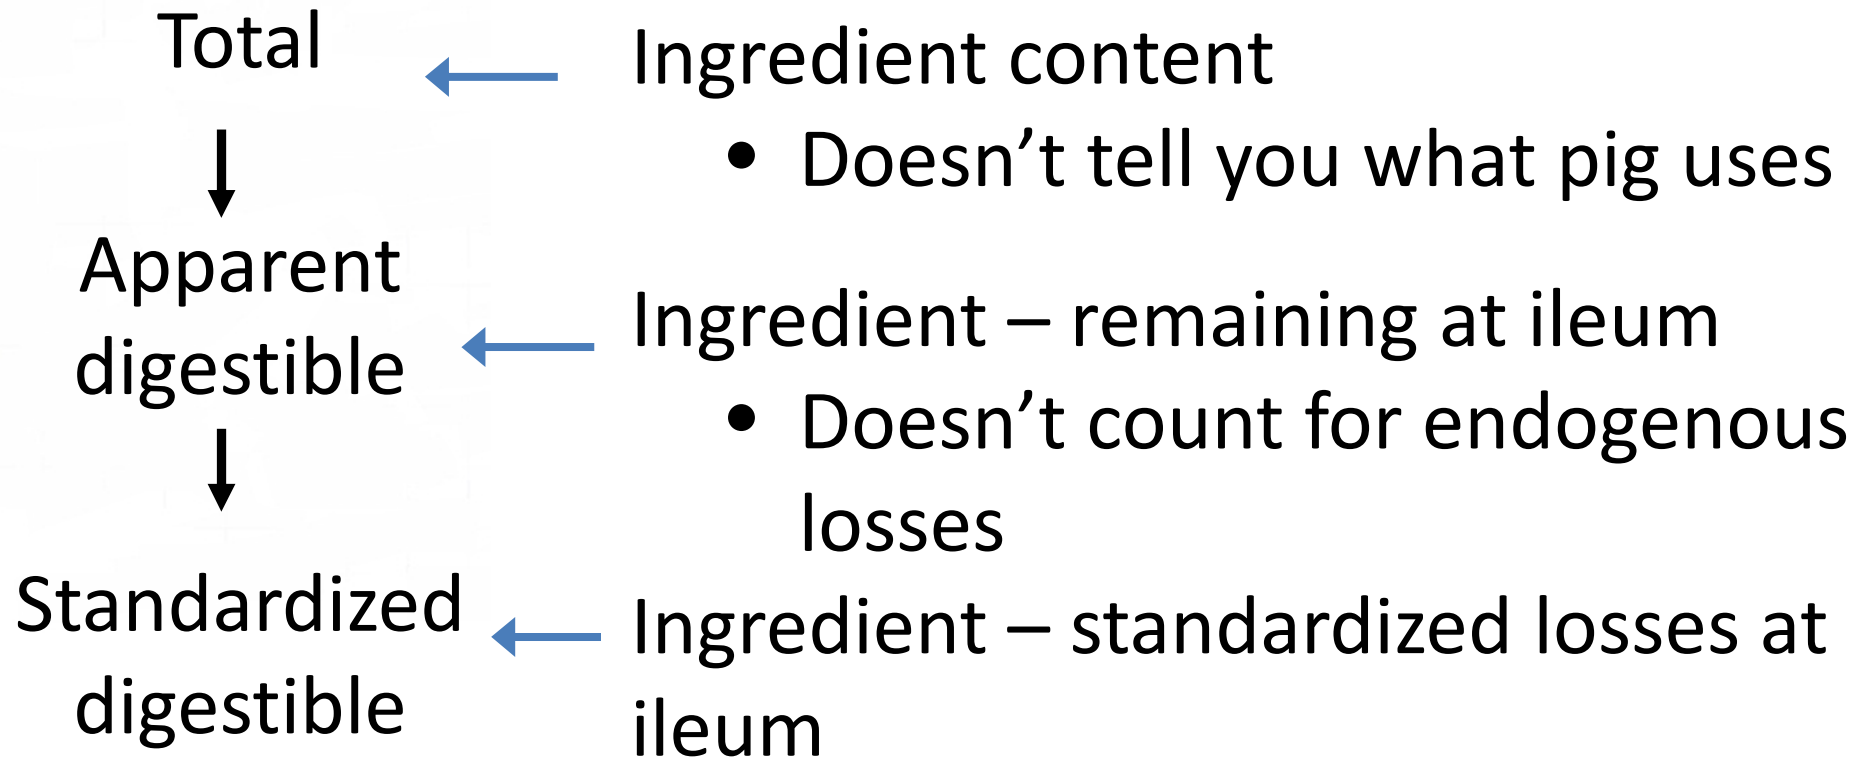 Total
Ingredient content
• Doesn’t tell you what pig uses
Apparent
digestible
Ingredient – remaining at ileum
• Doesn’t count for endogenous
losses
Standardized
digestible
Ingredient – standardized losses at
ileum